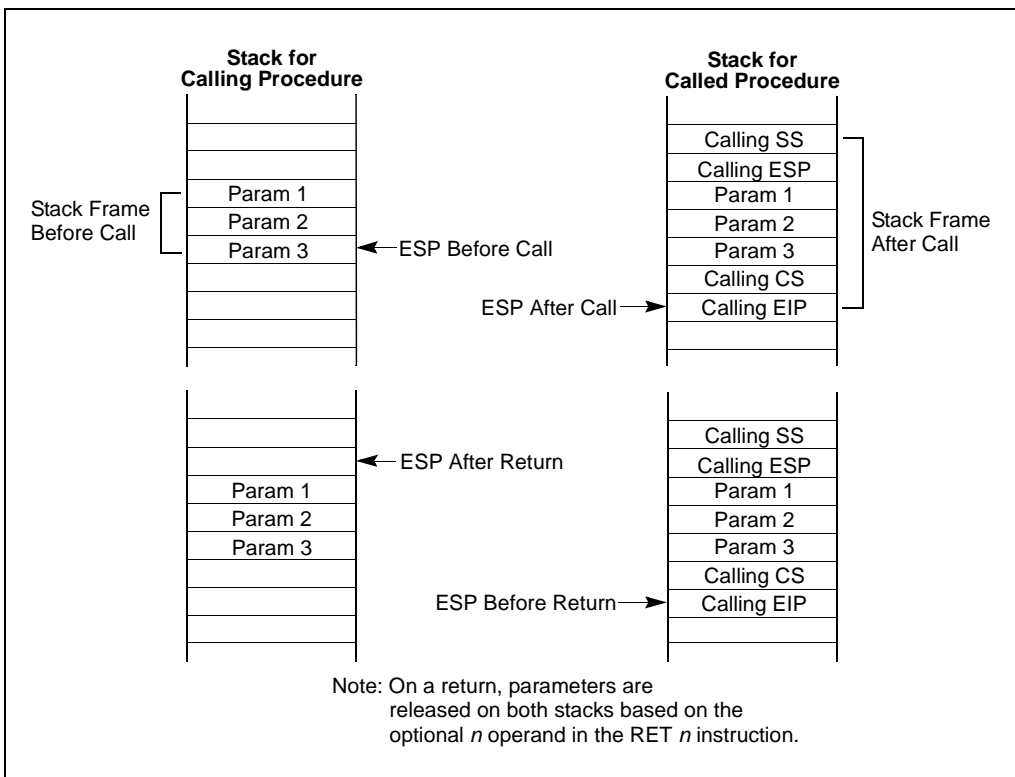 Stack for
Calling Procedure
Stack for
Called Procedure
Stack Frame
Before Call
Param 1
Param 2
Param 3
ESP Before Call
ESP After Call
Calling SS
Calling ESP
Param 1
Param 2
Param 3
Calling CS
Calling EIP
Stack Frame
After Call
ESP After Return
Param 1
Param 2
Param 3
ESP Before Return
Calling SS
Calling ESP
Param 1
Param 2
Param 3
Calling CS
Calling EIP
Note: On a return, parameters are
released on both stacks based on the
optional n operand in the RET n instruction.